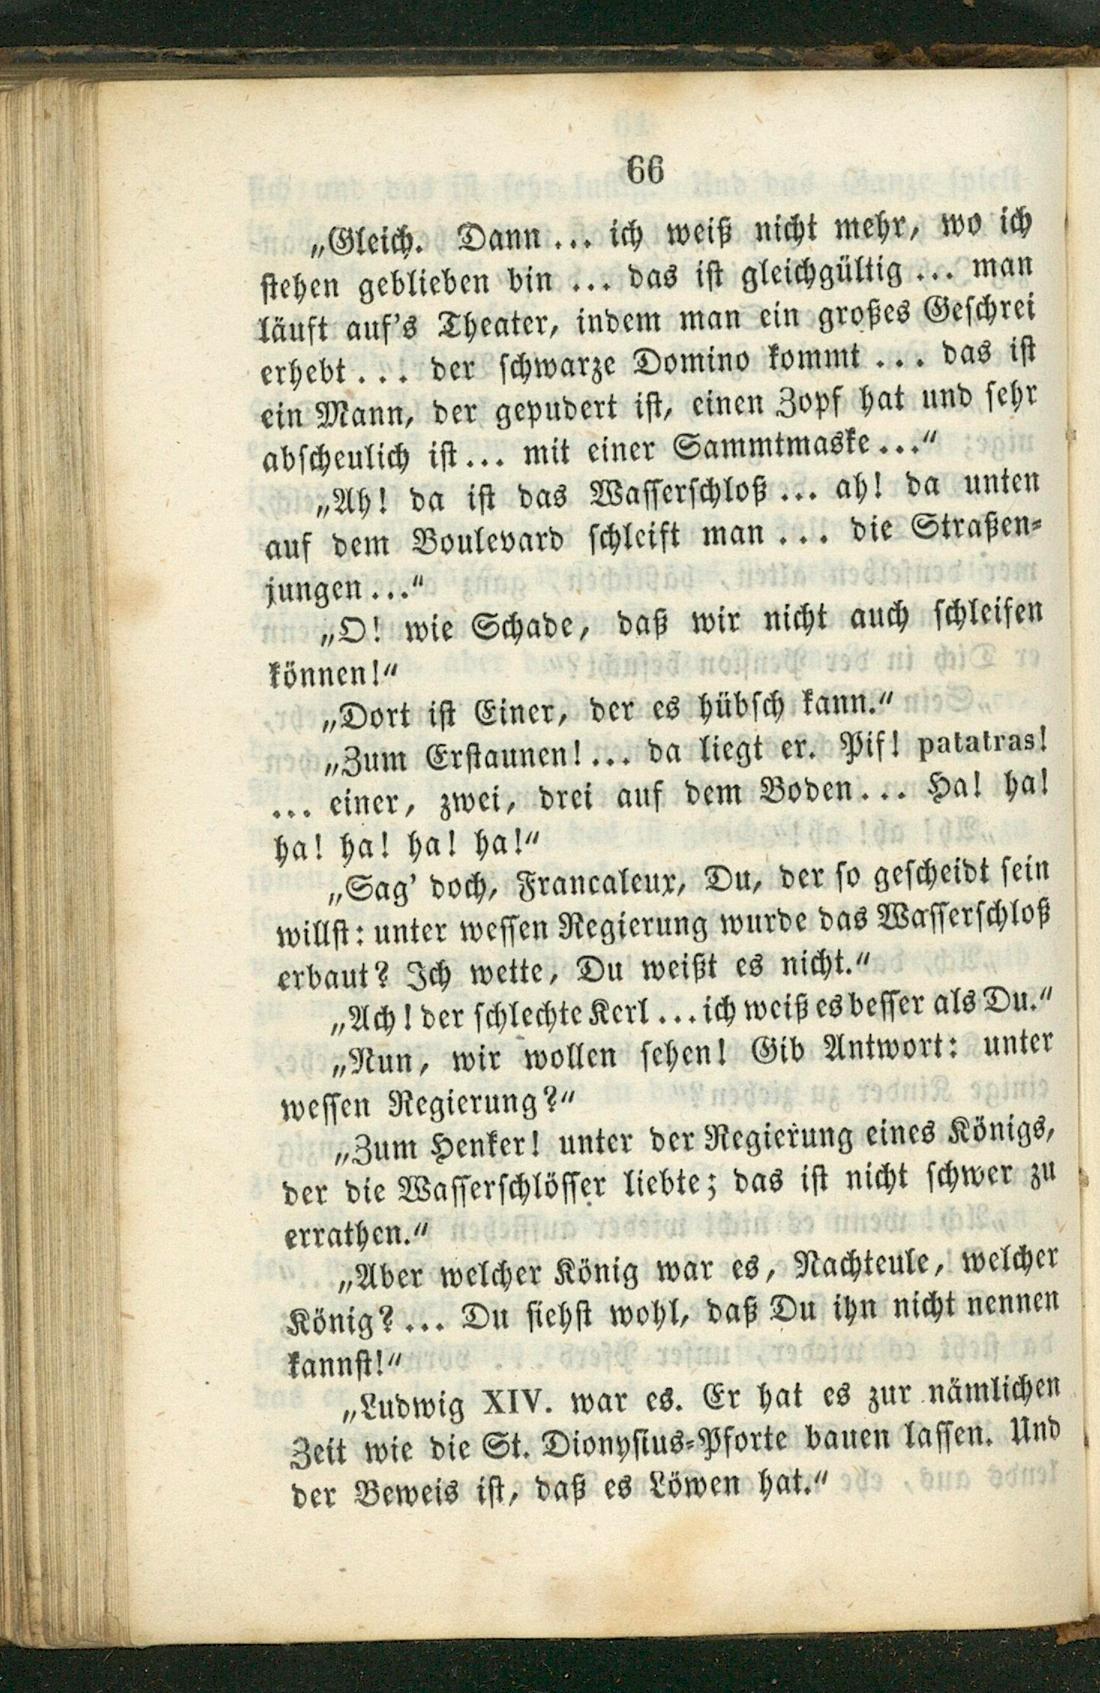 66
„Gleich. Dann ... ich weiß nicht mehr, wo ich
stehen geblieben bin ... das ist gleichgültig ... man
läuft auf's Theater, indem man ein großes Geschrei
erhebt ... der schwarze Domino kommt ... das ist
ein Mann, der gepudert ist, einen Zopf hat und sehr
abscheulich ist... mit einer Sammtmaske ...“
„Ah! da ist das Wasserschloß ... ah! da unten
auf dem Boulevard schleift man ... die Straßen-
jungen ...“
„O! wie Schade, daß wir nicht auch schleifen
können!“
„Dort ist Einer, der es hübsch kann.“
„Zum Erstaunen! ... da liegt er. Pif! patatras!
... einer, zwei, drei auf dem Boden ... Ha! ha!
ha! ha! ha! ha!“
„Sag' doch, Francaleux, Du, der so gescheidt sein
willst: unter wessen Regierung wurde das Wasserschloß
erbaut? Ich wette, Du weißt es nicht.“
„Ach! der schlechte Kerl ... ich weiß es besser als Du.“
„Nun, wir wollen sehen! Gib Antwort: unter
wessen Regierung?“
„Zum Henker! unter der Regierung eines Königs,
der die Wasserschlösser liebte; das ist nicht schwer zu
errathen.“
„Aber welcher König war es, Nachteule, welcher
König? ... Du siehst wohl, daß Du ihn nicht nennen
kannst!“
„Ludwig XIV. war es. Er hat es zur nämlichen
Zeit wie die St. Dionysius-Pforte bauen lassen. Und
der Beweis ist, daß es Löwen hat.“